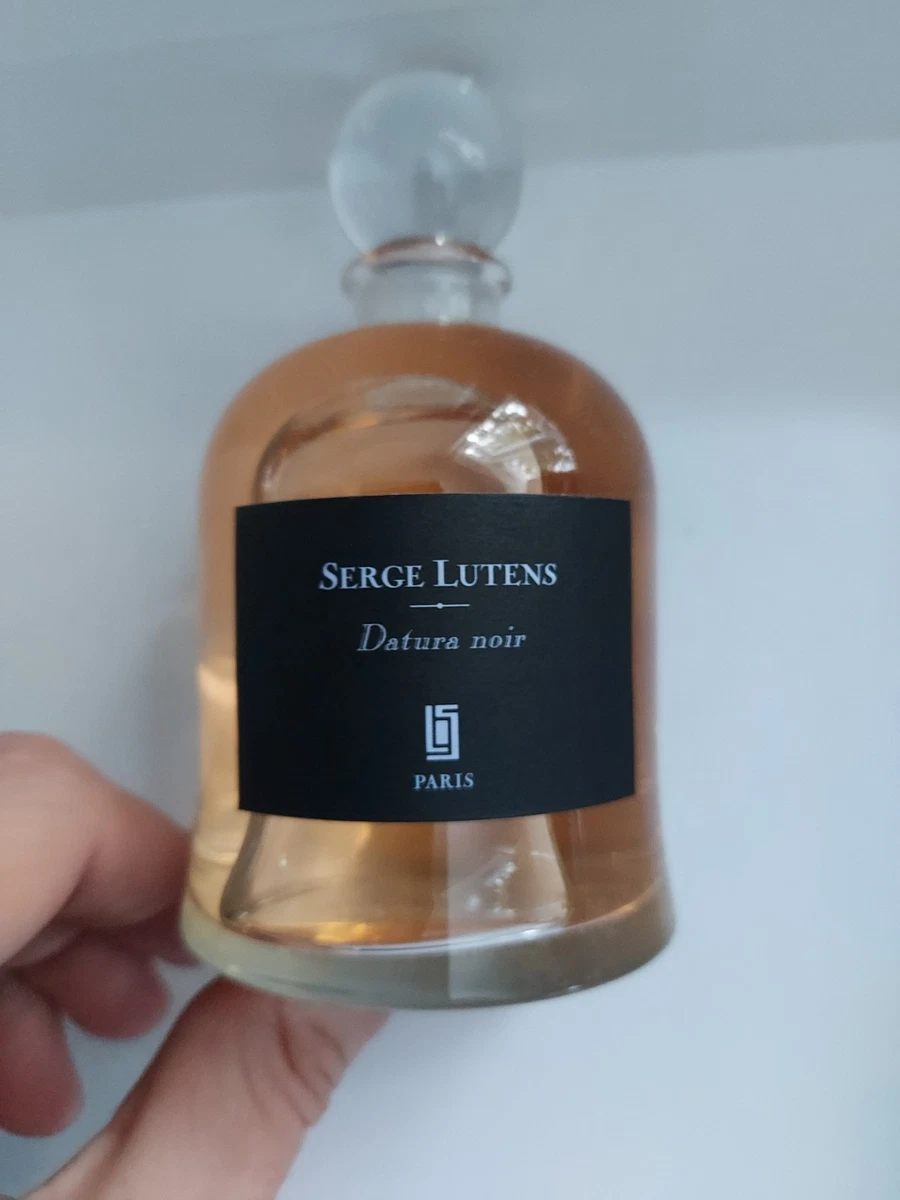 SERGE LUTENS
Datura noir
PARIS